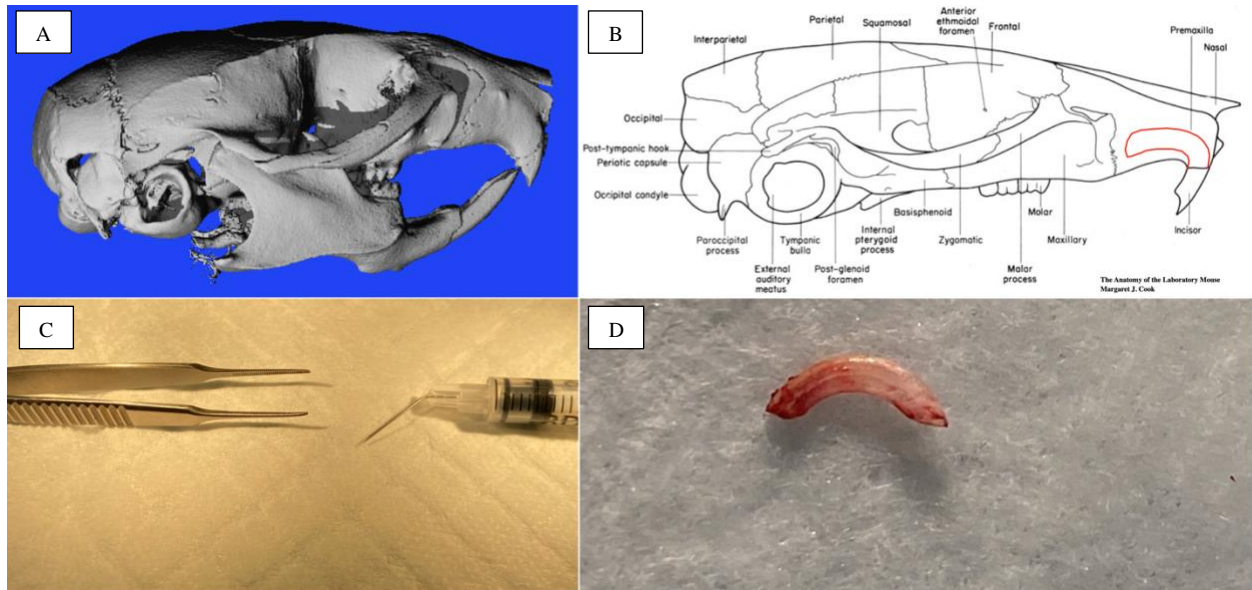 A
B
Interparietal
Parietal
Squamosal
Anterior
ethmoidal
foramen
Frontal
Premaxilla
Nasal
Occipital
Post-tympanic hook
Periotic capsule
Occipital condyle
Paroccipital
process
Tympanic
bulla
External
auditory
meatus
Internal
pterygoid
process
Post-glenoid
foramen
Basisphenoid
Zygomatic
Molar
Malar
process
Maxillary
Incisor
The Anatomy of the Laboratory Mouse
Margaret J. Cook
C
D